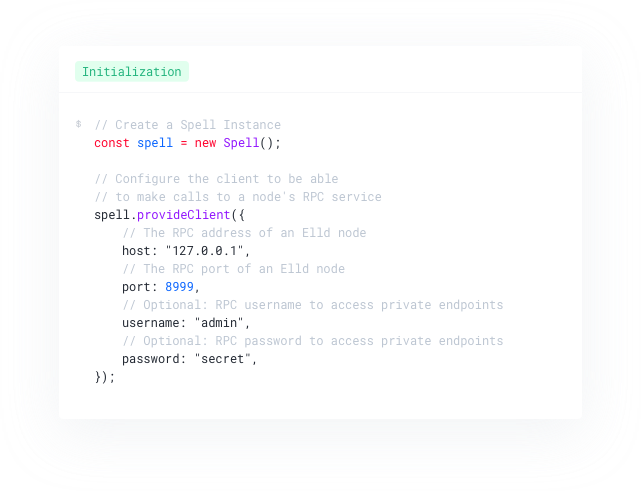 Initialization
$ // Create a Spell Instance
const spell = new Spell();
// Configure the client to be able
// to make calls to a node's RPC service
spell.provideClient({
// The RPC address of an Elld node
host: "127.0.0.1",
// The RPC port of an Elld node
port: 8999,
// Optional: RPC username to access private endpoints
username: "admin",
// Optional: RPC password to access private endpoints
password: "secret",
});